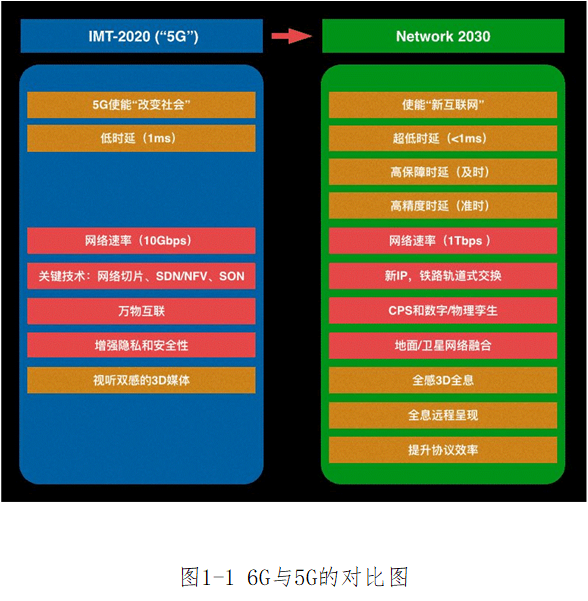 IMT-2020 (“5G”)
Network 2030
5G使能“改变社会”
低时延（1ms）
网络速率（10Gbps）
关键技术：网络切片、SDN/NFV、SON
万物互联
增强隐私和安全性
视听双感的3D媒体
使能“新互联网”
超低时延（<1ms）
高保障时延（及时）
高精度时延（准时）
网络速率（1Tbps ）
新IP，铁路轨道式交换
CPS和数字/物理孪生
地面/卫星网络融合
全感3D全息
全息远程呈现
提升协议效率
图1-1 6G与5G的对比图